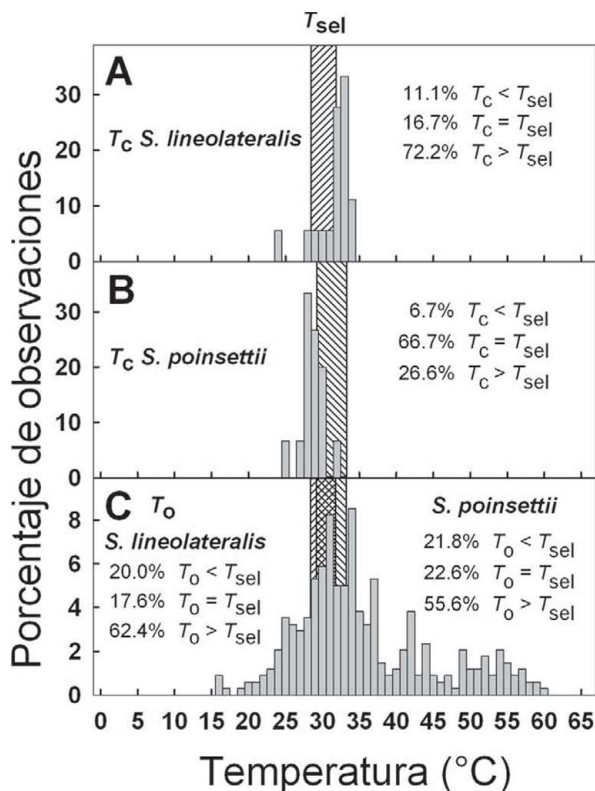 Tsel
A
30
20
10
0
Tc S. lineolateralis
11.1% Tc < Tsel
16.7% Tc = Tsel
72.2% Tc > Tsel
B
30
20
10
0
Tc S. poinsettii
6.7% Tc < Tsel
66.7% Tc = Tsel
26.6% Tc > Tsel
C To
S. lineolateralis
20.0% To < Tsel
17.6% To = Tsel
62.4% To > Tsel
S. poinsettii
21.8% To < Tsel
22.6% To = Tsel
55.6% To > Tsel
8
6
4
2
0
Porcentaje de observaciones
0 5 10 15 20 25 30 35 40 45 50 55 60 65
Temperatura (°C)